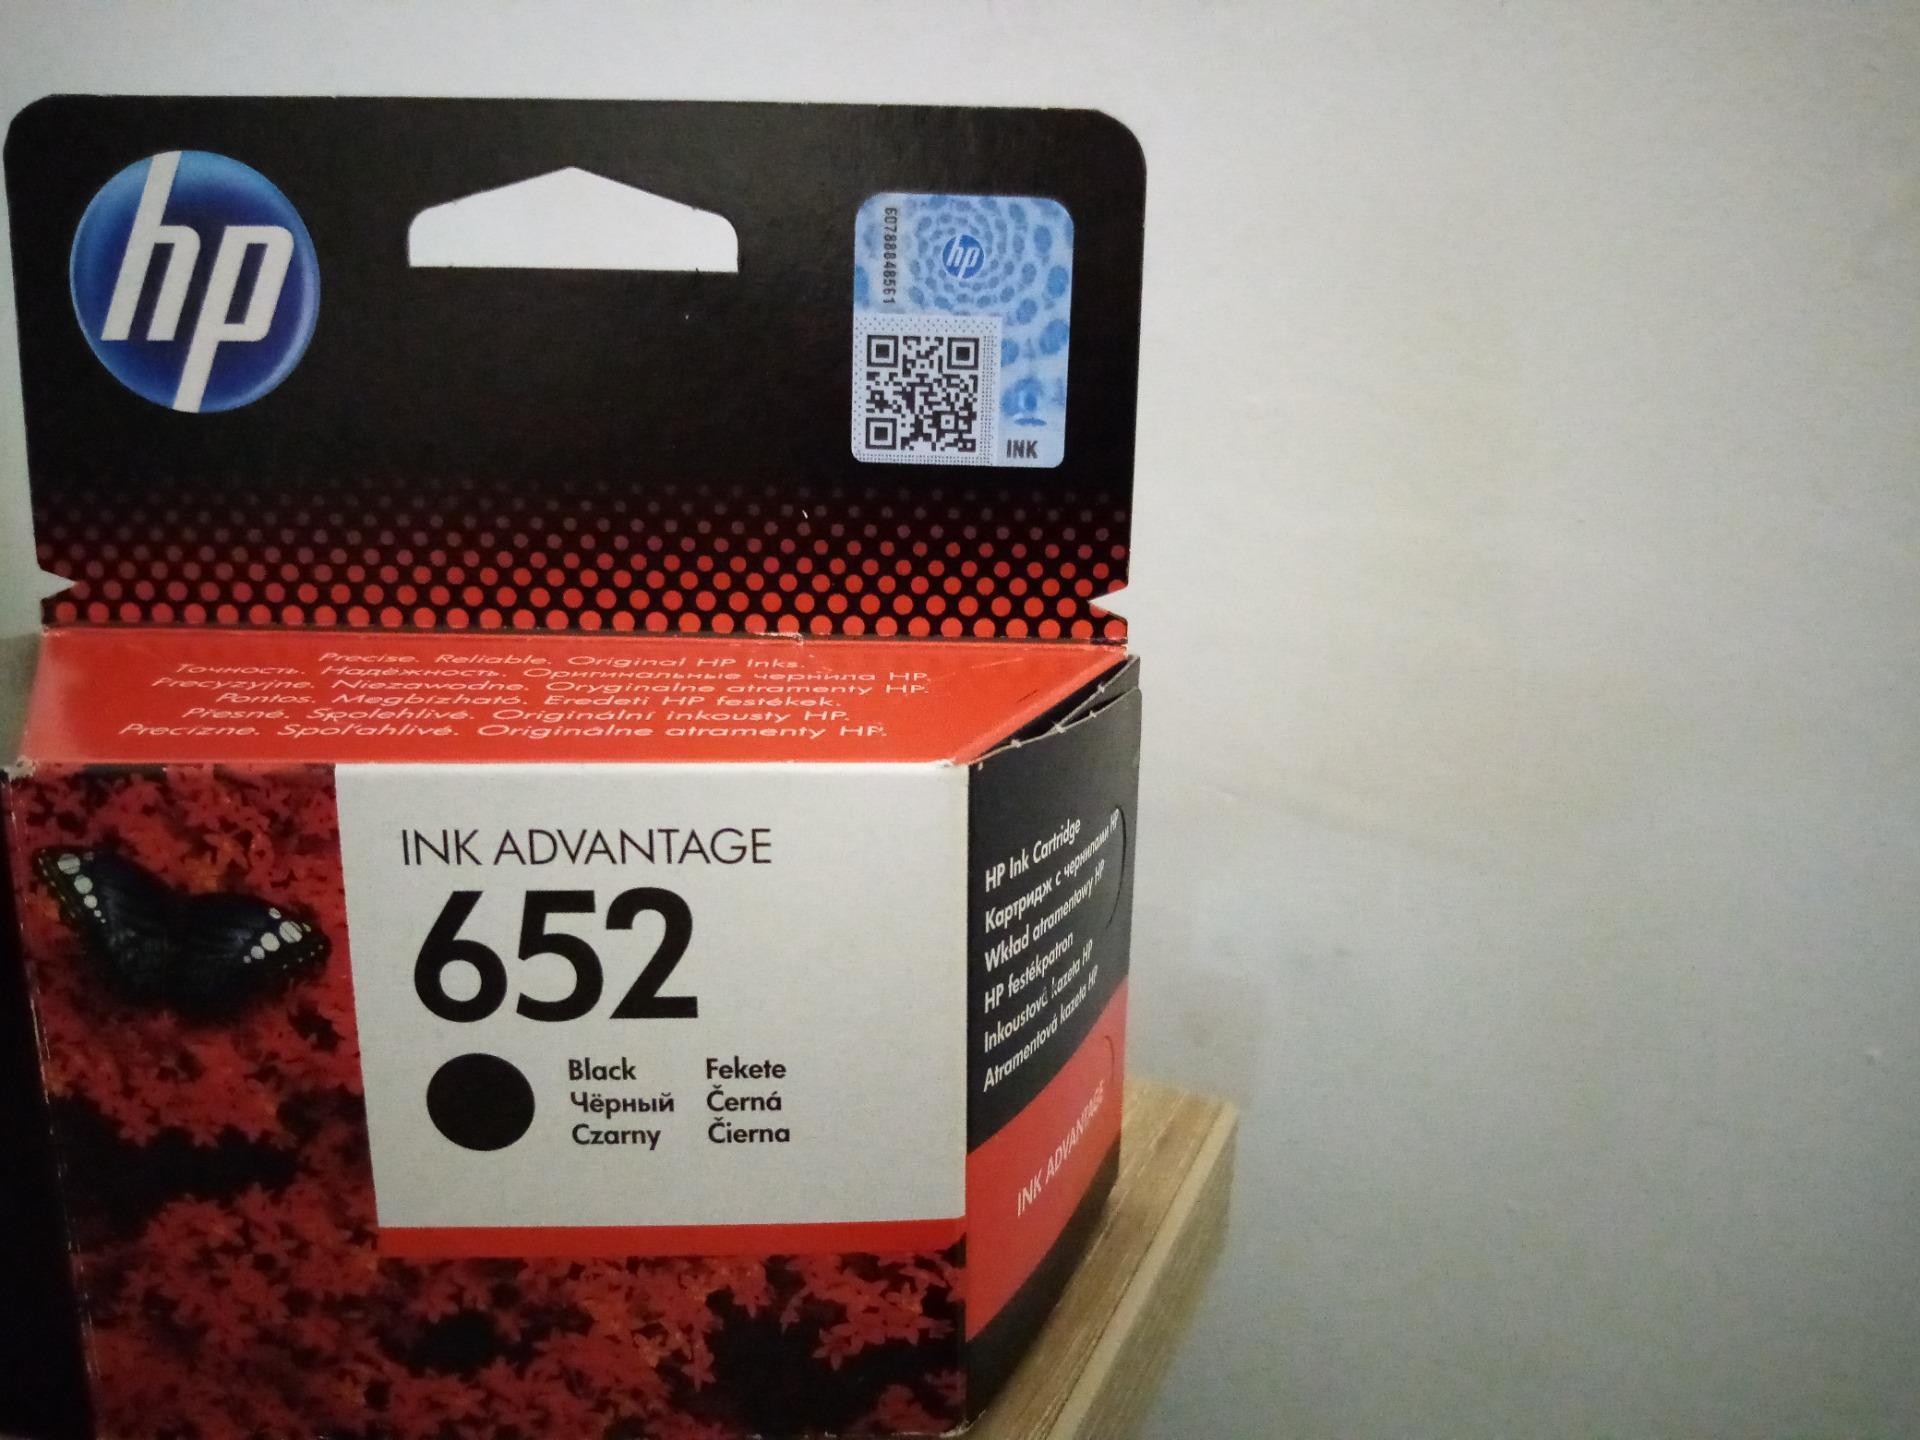 hp
60788848561
hp
INK
Precise. Reliable. Original HP Inks.
Точность. Надёжность. Оригинальные чернила HP.
Precyzyjne. Niezawodne. Oryginalne atramenty HP.
Pontos. Megbízható. Eredeti HP festékek.
Přesné. Spolehlivé. Originální inkousty HP.
Precízne. Spoľahlivé. Originálne atramenty HP.
INK ADVANTAGE
652
Black Fekete
Чёрный Černá
Czarny Čierna
HP Ink Cartridge
Картридж с чернилами HP
Wkład atramentowy HP
HP festékpatron
Inkoustová kazeta HP
Atramentová kazeta HP
INK ADVANTAGE